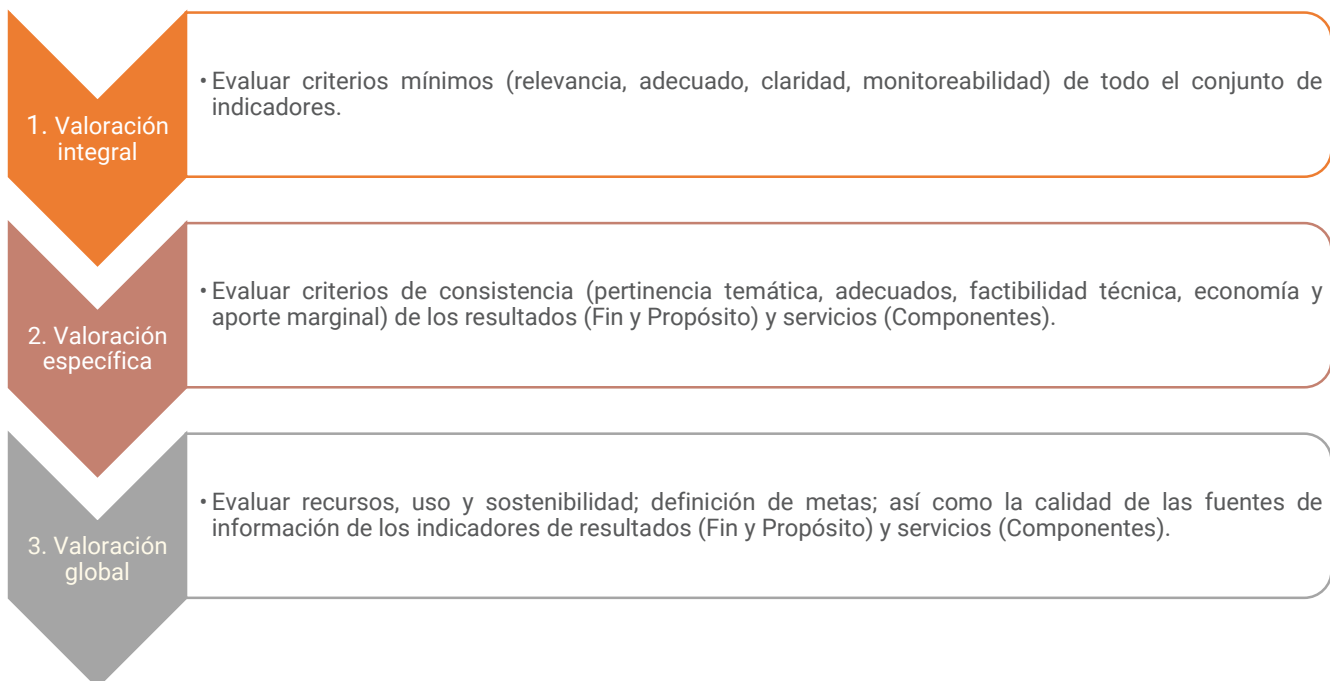 1. Valoración
integral
• Evaluar criterios mínimos (relevancia, adecuado, claridad, monitoreabilidad) de todo el conjunto de
indicadores.
2. Valoración
específica
• Evaluar criterios de consistencia (pertinencia temática, adecuados, factibilidad técnica, economía y
aporte marginal) de los resultados (Fin y Propósito) y servicios (Componentes).
3. Valoración
global
• Evaluar recursos, uso y sostenibilidad; definición de metas; así como la calidad de las fuentes de
información de los indicadores de resultados (Fin y Propósito) y servicios (Componentes).